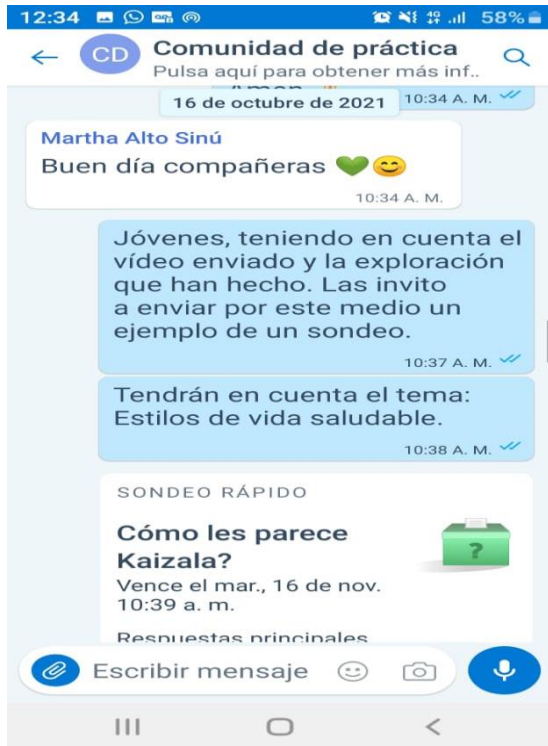 12:34 58%
CD Comunidad de práctica
Pulsa aquí para obtener más inf..
10:34 A. M.
16 de octubre de 2021
Martha Alto Sinú
Buen día compañeras 💚😊
10:34 A. M.
Jóvenes, teniendo en cuenta el
vídeo enviado y la exploración
que han hecho. Las invito
a enviar por este medio un
ejemplo de un sondeo.
10:37 A. M.
Tendrán en cuenta el tema:
Estilos de vida saludable.
10:38 A. M.
SONDEO RÁPIDO
Cómo les parece
Kaizala?
Vence el mar., 16 de nov.
10:39 a. m.
Respuestas principales
Escribir mensaje